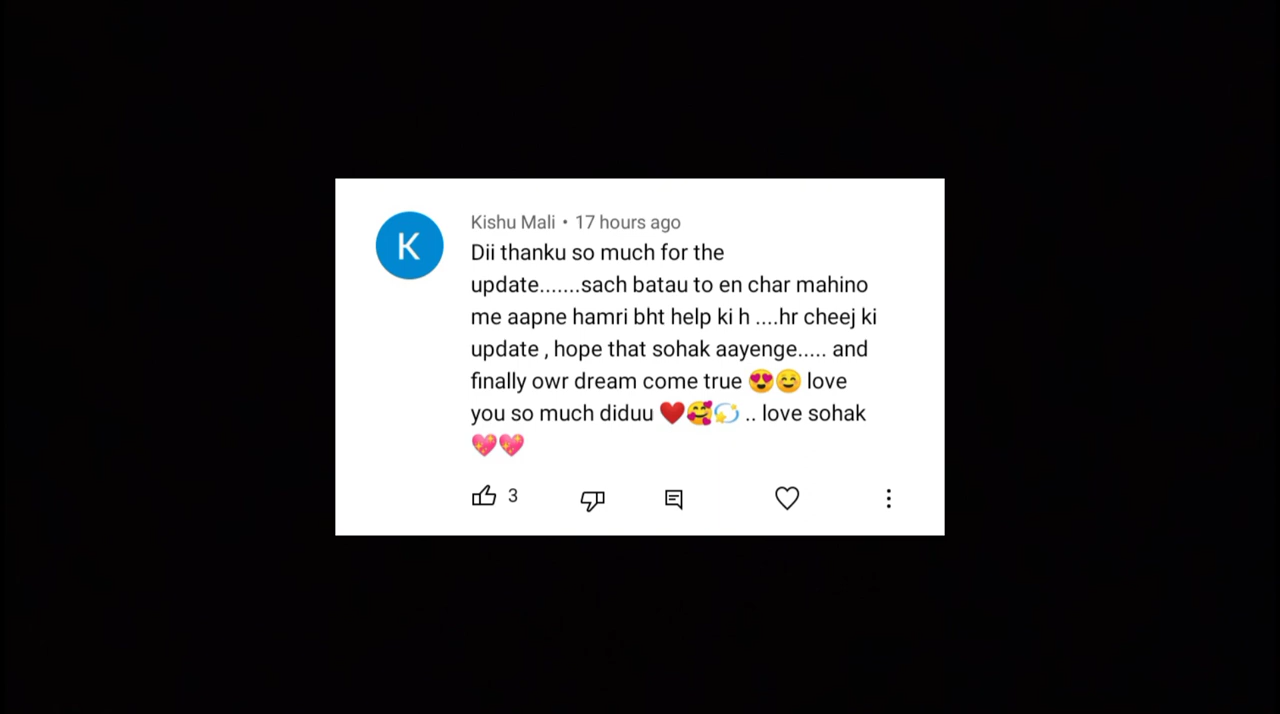 K
Kishu Mali • 17 hours ago
Dii thanku so much for the
update.......sach batau to en char mahino
me aapne hamri bht help ki h ....hr cheej ki
update , hope that sohak aayenge..... and
finally owr dream come true 😍😊 love
you so much diduu ❤️🥰💫 .. love sohak
💖💖
3